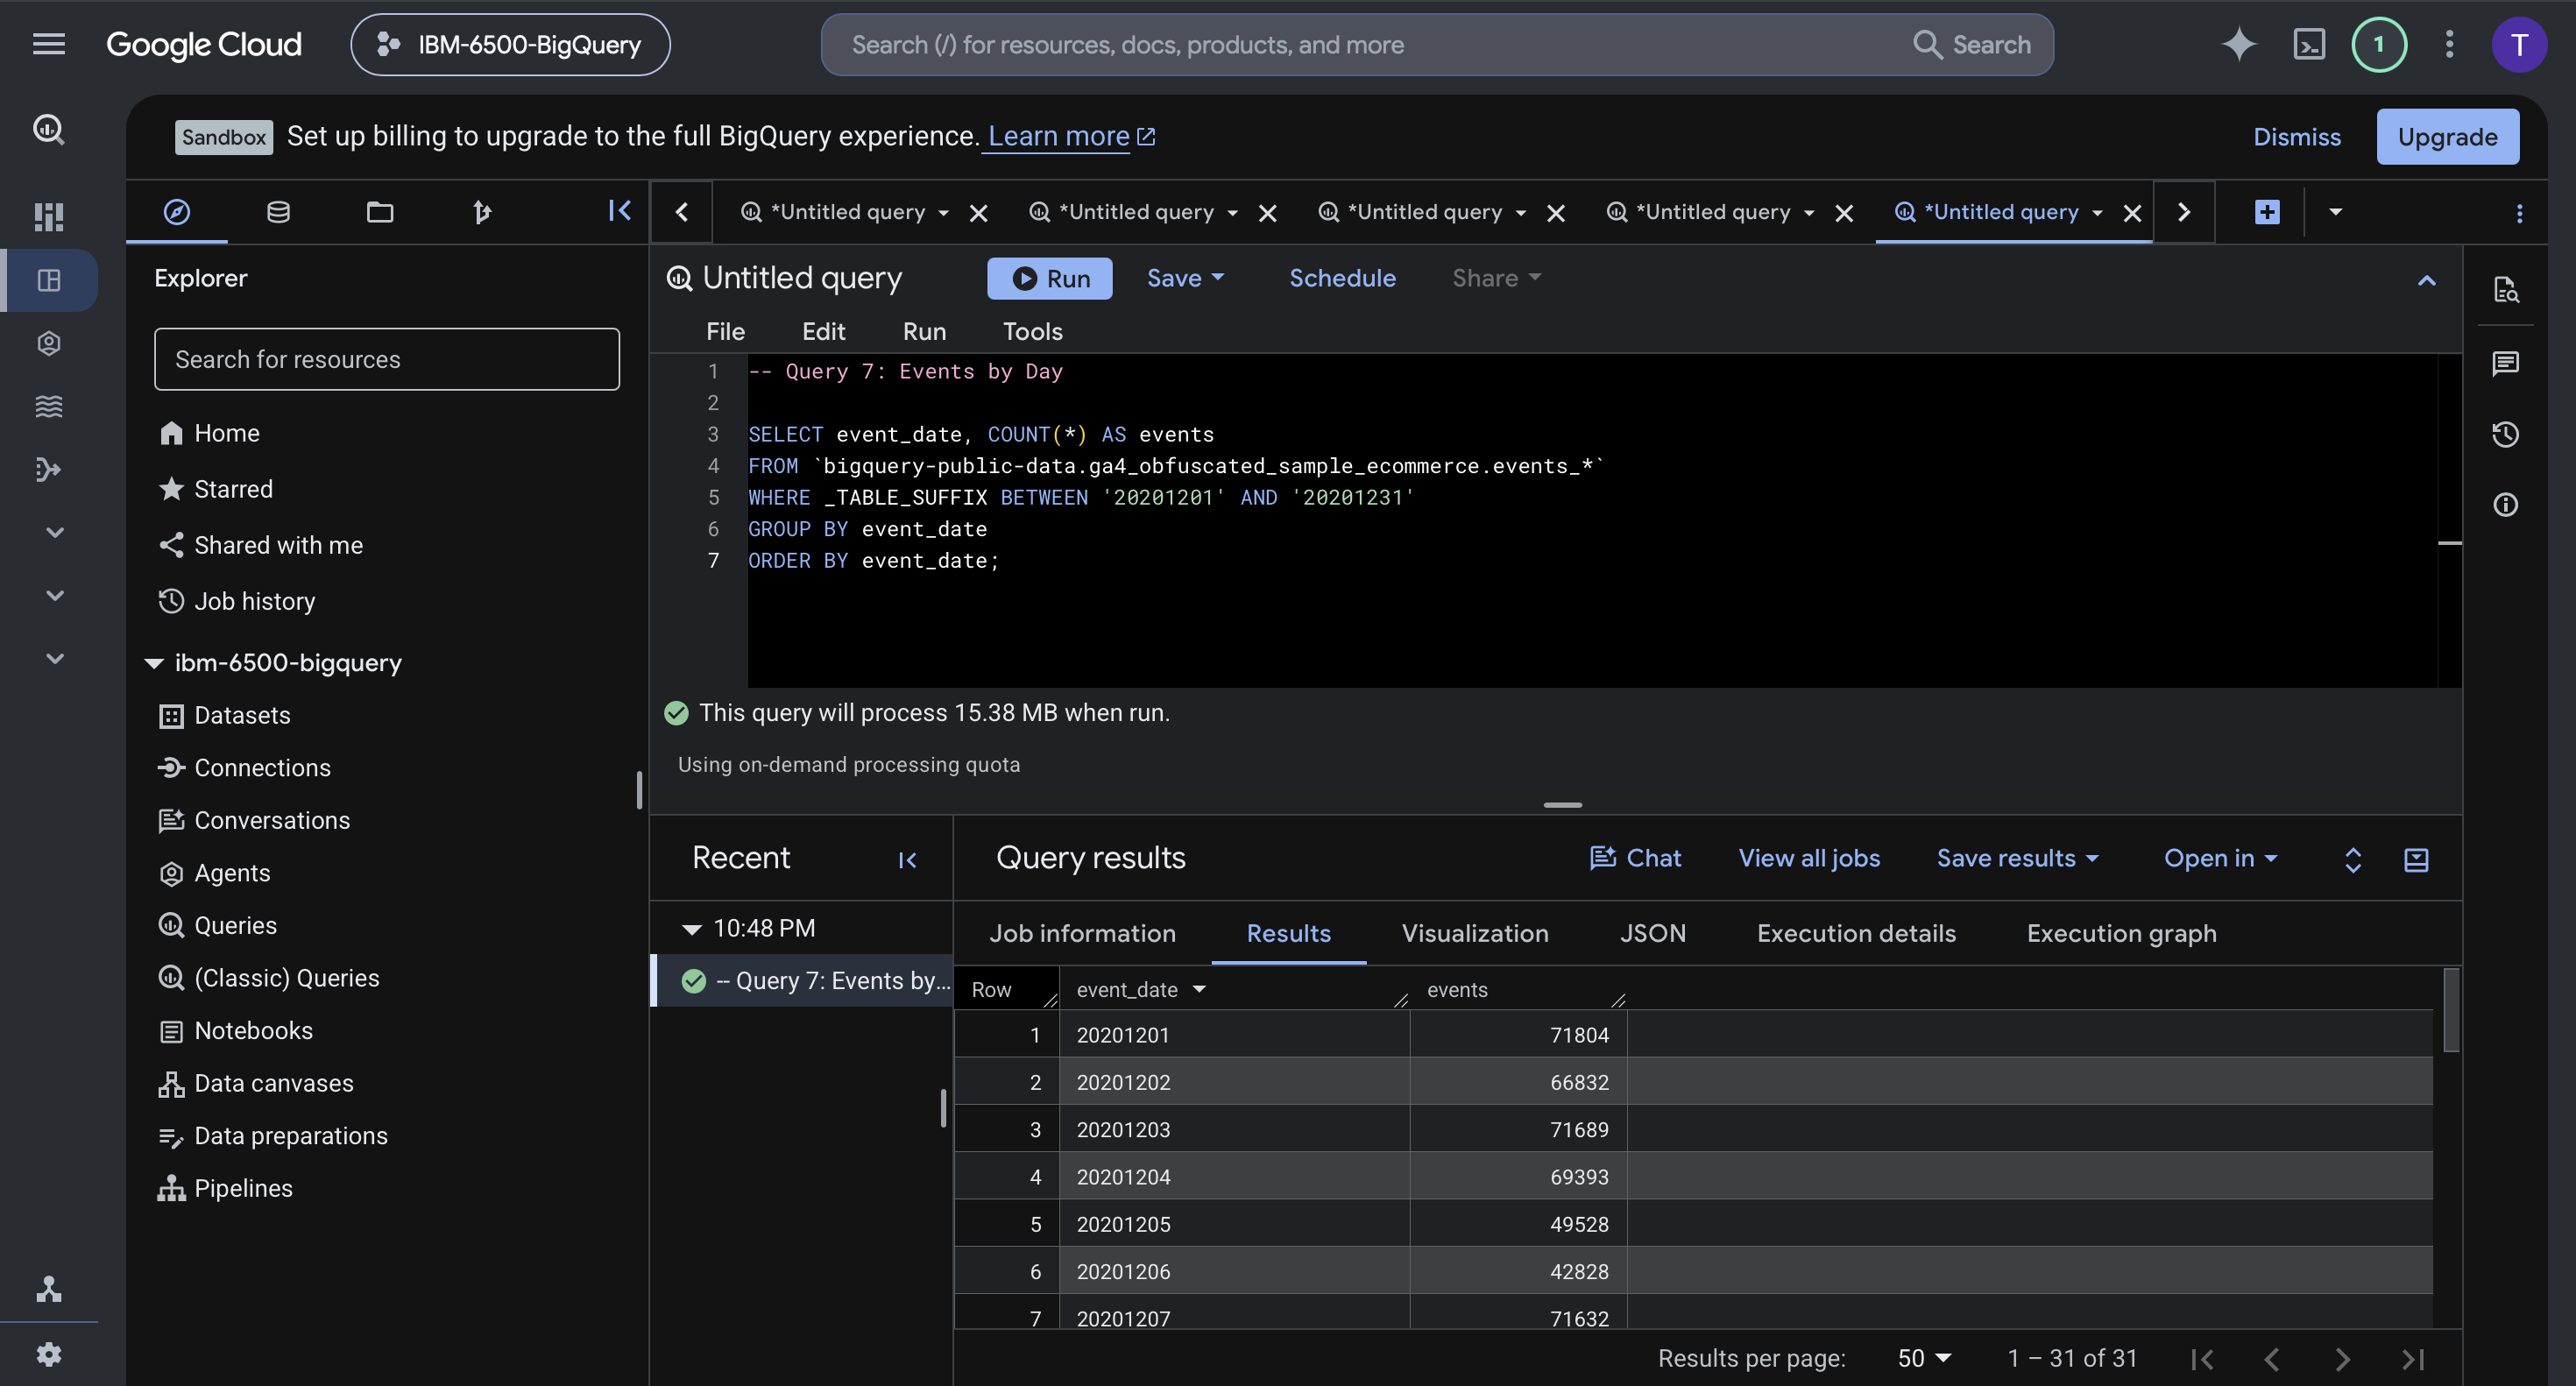 Google Cloud
IBM-6500-BigQuery
Search (/) for resources, docs, products, and more
Search
1
T
Sandbox
Set up billing to upgrade to the full BigQuery experience. Learn more
Dismiss
Upgrade
*Untitled query
*Untitled query
*Untitled query
*Untitled query
*Untitled query
Explorer
Search for resources
Home
Starred
Shared with me
Job history
ibm-6500-bigquery
Datasets
Connections
Conversations
Agents
Queries
(Classic) Queries
Notebooks
Data canvases
Data preparations
Pipelines
Untitled query
Run
Save
Schedule
Share
File Edit Run Tools
1 -- Query 7: Events by Day
2
3 SELECT event_date, COUNT(*) AS events
4 FROM `bigquery-public-data.ga4_obfuscated_sample_ecommerce.events_*`
5 WHERE _TABLE_SUFFIX BETWEEN '20201201' AND '20201231'
6 GROUP BY event_date
7 ORDER BY event_date;
This query will process 15.38 MB when run.
Using on-demand processing quota
Recent
10:48 PM
-- Query 7: Events by...
Query results
Chat
View all jobs
Save results
Open in
Job information Results Visualization JSON Execution details Execution graph
Row event_date events
1 20201201 71804
2 20201202 66832
3 20201203 71689
4 20201204 69393
5 20201205 49528
6 20201206 42828
7 20201207 71632
Results per page: 50 1 – 31 of 31